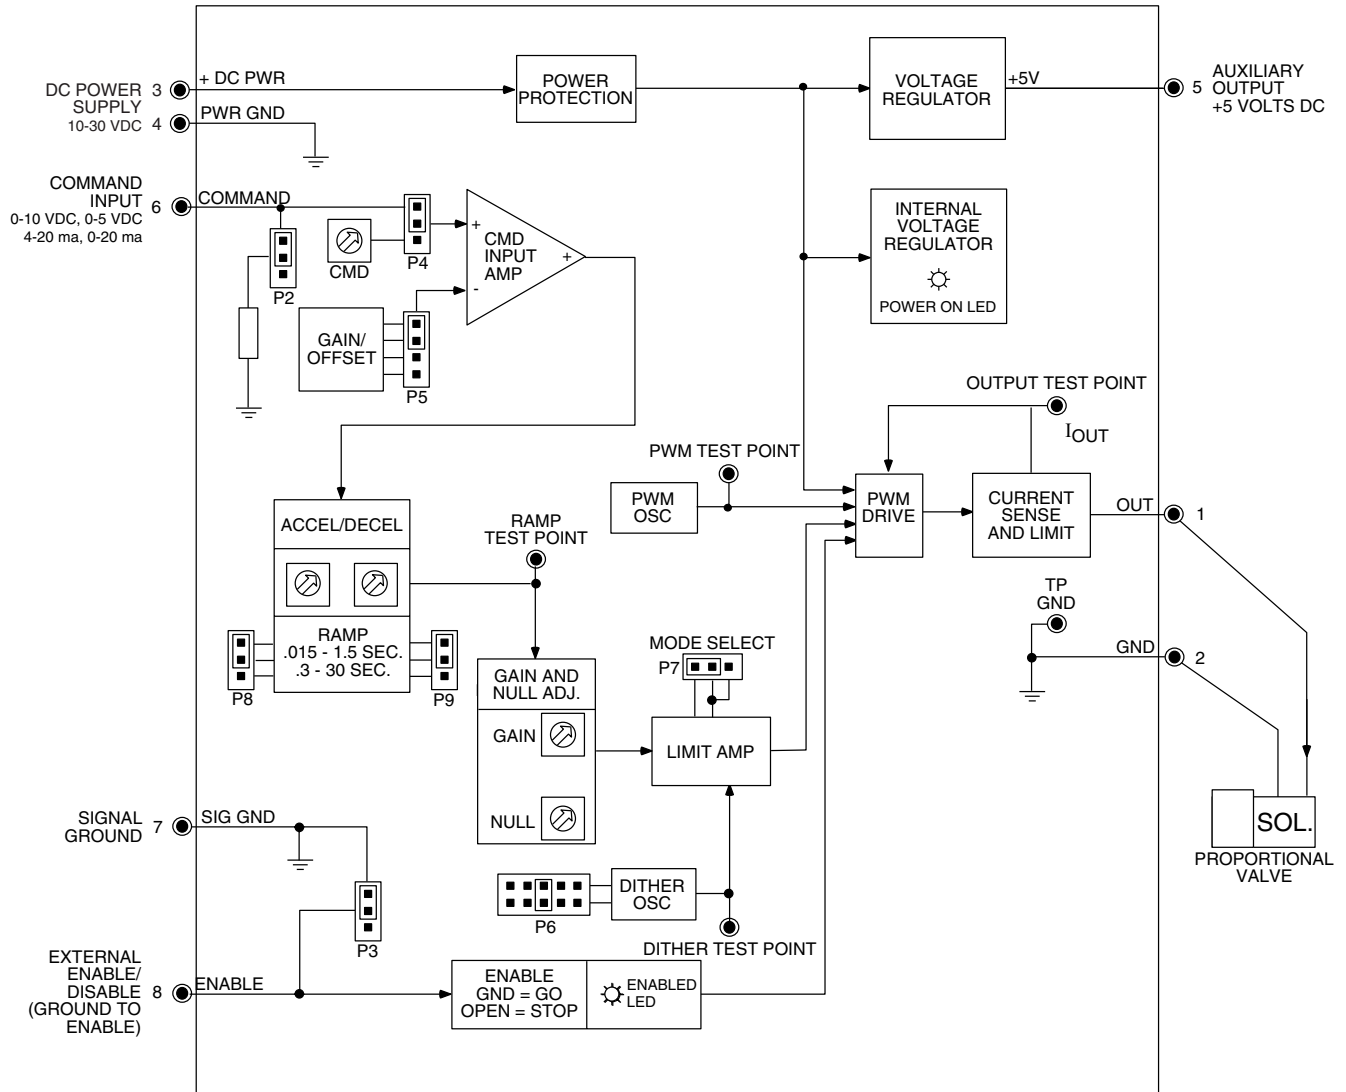 + DC PWR
POWER
PROTECTION
VOLTAGE
REGULATOR
+5V
5
AUXILIARY
OUTPUT
+5 VOLTS DC
DC POWER
SUPPLY
10-30 VDC
3
4
PWR GND
COMMAND
INPUT
0-10 VDC, 0-5 VDC
4-20 ma, 0-20 ma
6
COMMAND
P2
CMD
P4
+
-
CMD
INPUT
AMP
+
GAIN/
OFFSET
P5
INTERNAL
VOLTAGE
REGULATOR
POWER ON LED
OUTPUT TEST POINT
IOUT
PWM TEST POINT
PWM
OSC
PWM
DRIVE
CURRENT
SENSE
AND LIMIT
OUT
1
ACCEL/DECEL
RAMP
.015 - 1.5 SEC.
.3 - 30 SEC.
P8
P9
RAMP
TEST POINT
TP
GND
GND
2
MODE SELECT
P7
GAIN AND
NULL ADJ.
GAIN
NULL
LIMIT AMP
SOL.
PROPORTIONAL
VALVE
SIGNAL
GROUND
7
SIG GND
P3
P6
DITHER
OSC
DITHER TEST POINT
EXTERNAL
ENABLE/
DISABLE
(GROUND TO
ENABLE)
8
ENABLE
ENABLE
GND = GO
OPEN = STOP
ENABLED
LED